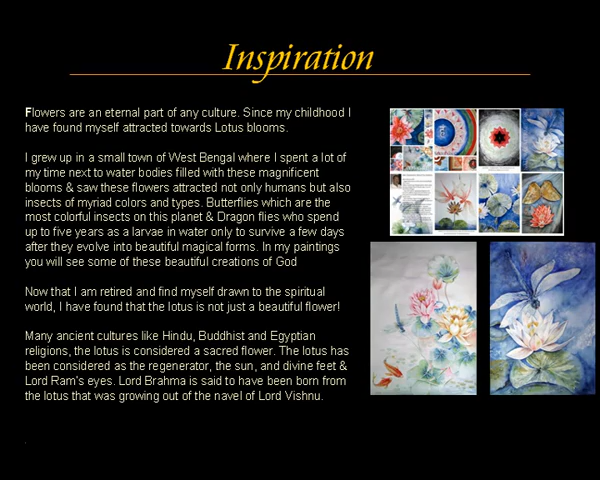 Inspiration
Flowers are an eternal part of any culture. Since my childhood I
have found myself attracted towards Lotus blooms.
I grew up in a small town of West Bengal where I spent a lot of
my time next to water bodies filled with these magnificent
blooms & saw these flowers attracted not only humans but also
insects of myriad colors and types. Butterflies which are the
most colorful insects on this planet & Dragon flies who spend
up to five years as a larvae in water only to survive a few days
after they evolve into beautiful magical forms. In my paintings
you will see some of these beautiful creations of God
Now that I am retired and find myself drawn to the spiritual
world, I have found that the lotus is not just a beautiful flower!
Many ancient cultures like Hindu, Buddhist and Egyptian
religions, the lotus is considered a sacred flower. The lotus has
been considered as the regenerator, the sun, and divine feet &
Lord Ram's eyes. Lord Brahma is said to have been born from
the lotus that was growing out of the navel of Lord Vishnu.